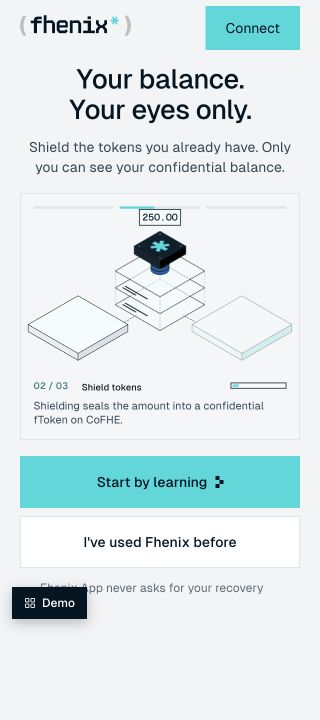 (fhenix*)
Connect
Your balance.
Your eyes only.
Shield the tokens you already have. Only
you can see your confidential balance.
250.00
02 / 03 Shield tokens
Shielding seals the amount into a confidential
fToken on CoFHE.
Start by learning
I've used Fhenix before
Fhenix App never asks for your recovery
Demo